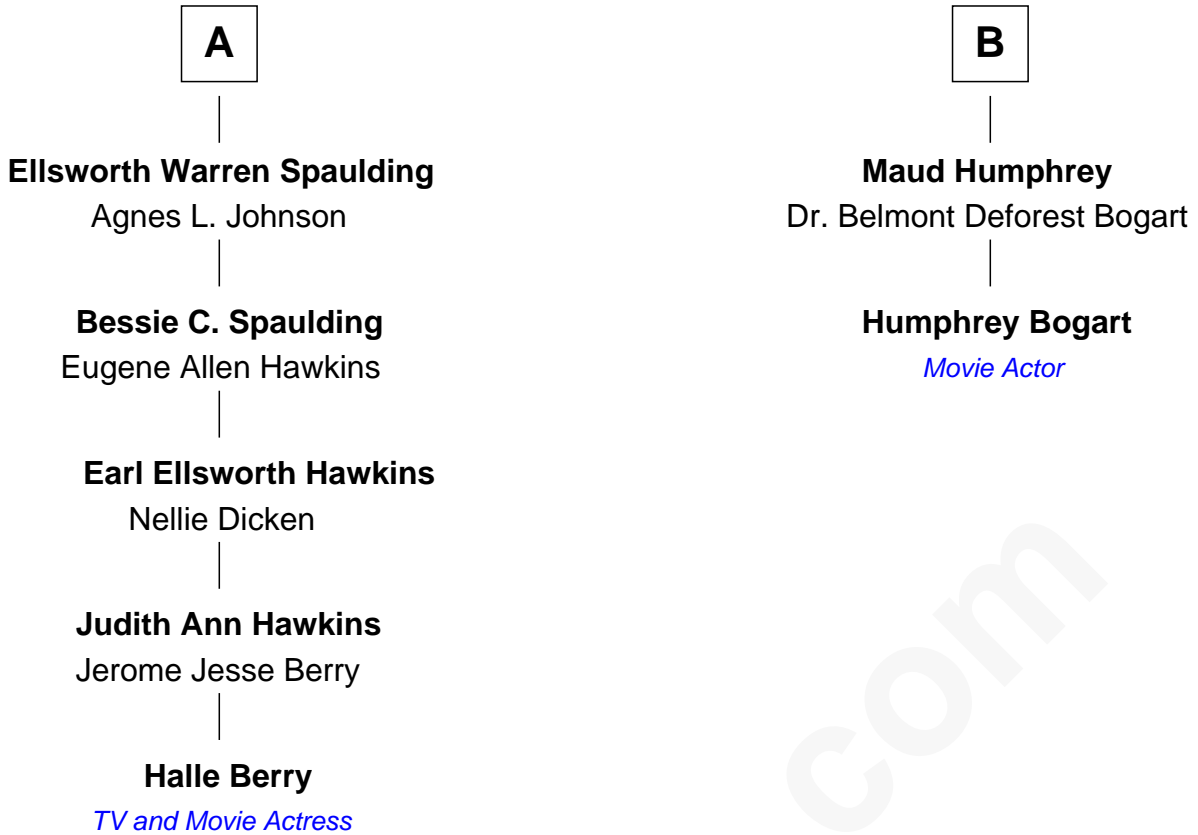 A
Ellsworth Warren Spaulding
Agnes L. Johnson
Bessie C. Spaulding
Eugene Allen Hawkins
Earl Ellsworth Hawkins
Nellie Dicken
Judith Ann Hawkins
Jerome Jesse Berry
Halle Berry
TV and Movie Actress
B
Maud Humphrey
Dr. Belmont Deforest Bogart
Humphrey Bogart
Movie Actor
com